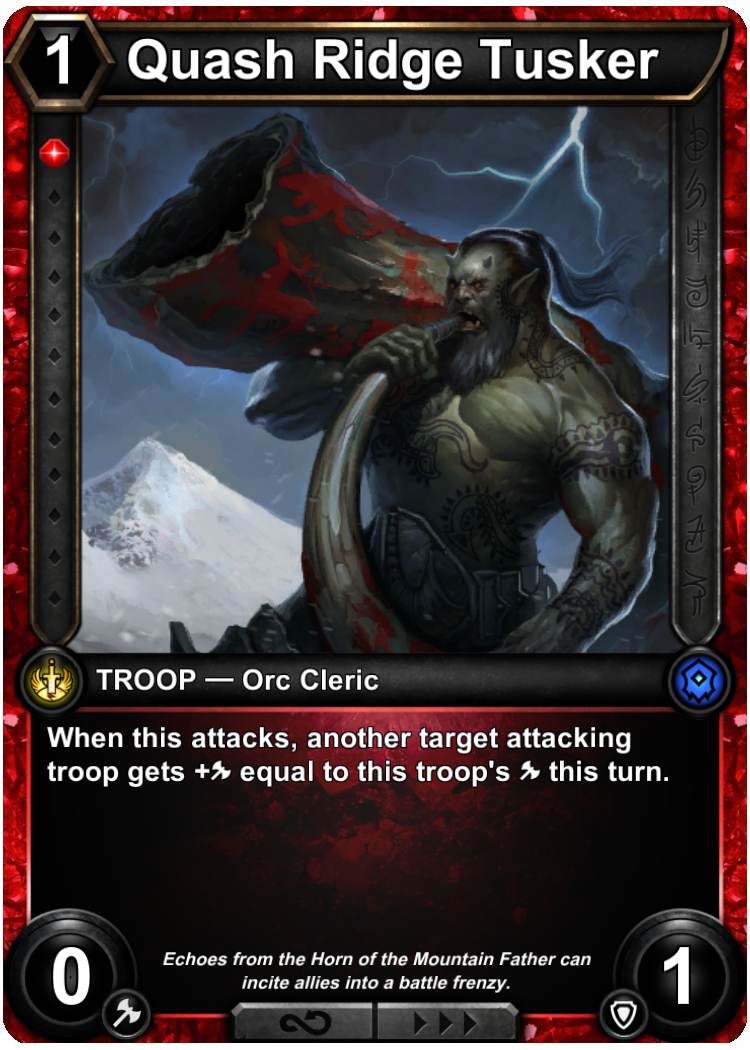 1 Quash Ridge Tusker
TROOP — Orc Cleric
When this attacks, another target attacking
troop gets + equal to this troop's this turn.
Echoes from the Horn of the Mountain Father can
incite allies into a battle frenzy.
0 1